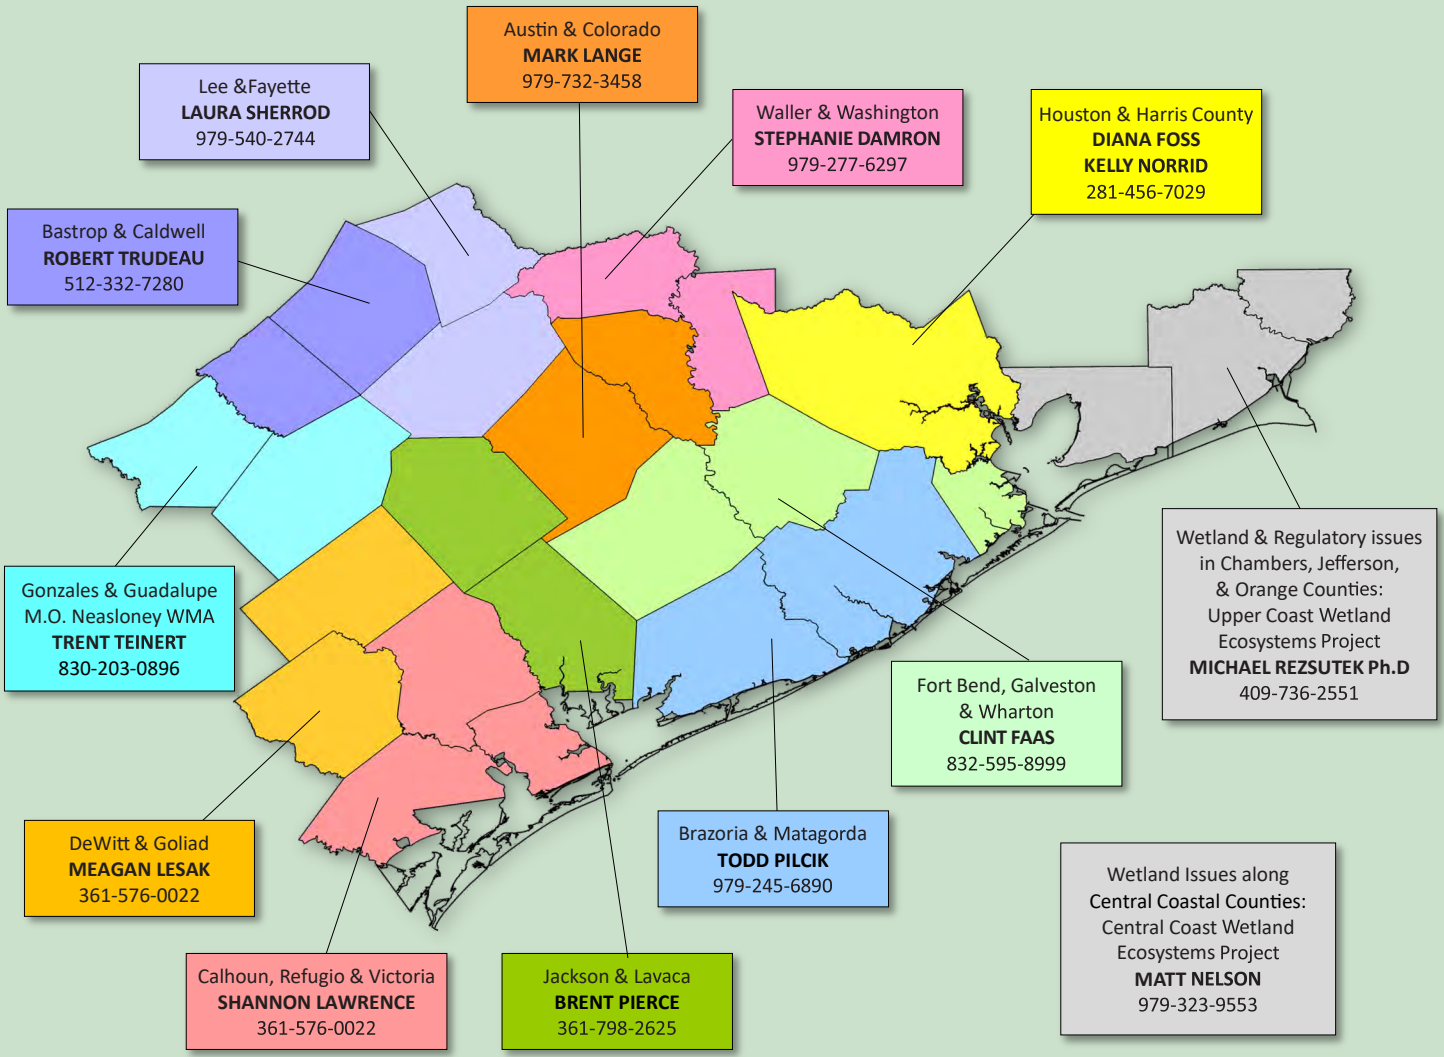 Austin & Colorado
MARK LANGE
979-732-3458
Lee &Fayette
LAURA SHERROD
979-540-2744
Waller & Washington
STEPHANIE DAMRON
979-277-6297
Houston & Harris County
DIANA FOSS
KELLY NORRID
281-456-7029
Bastrop & Caldwell
ROBERT TRUDEAU
512-332-7280
Gonzales & Guadalupe
M.O. Neasloney WMA
TRENT TEINERT
830-203-0896
Wetland & Regulatory issues
in Chambers, Jefferson,
& Orange Counties:
Upper Coast Wetland
Ecosystems Project
MICHAEL REZSUTEK Ph.D
409-736-2551
Fort Bend, Galveston
& Wharton
CLINT FAAS
832-595-8999
DeWitt & Goliad
MEAGAN LESAK
361-576-0022
Brazoria & Matagorda
TODD PILCIK
979-245-6890
Wetland Issues along
Central Coastal Counties:
Central Coast Wetland
Ecosystems Project
MATT NELSON
979-323-9553
Calhoun, Refugio & Victoria
SHANNON LAWRENCE
361-576-0022
Jackson & Lavaca
BRENT PIERCE
361-798-2625